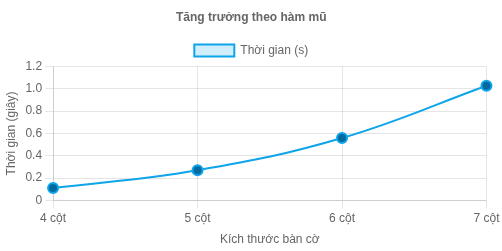 Tăng trưởng theo hàm mũ
Thời gian (s)
Thời gian (giây)
1.2
1.0
0.8
0.6
0.4
0.2
0
4 cột 5 cột 6 cột 7 cột
Kích thước bàn cờ